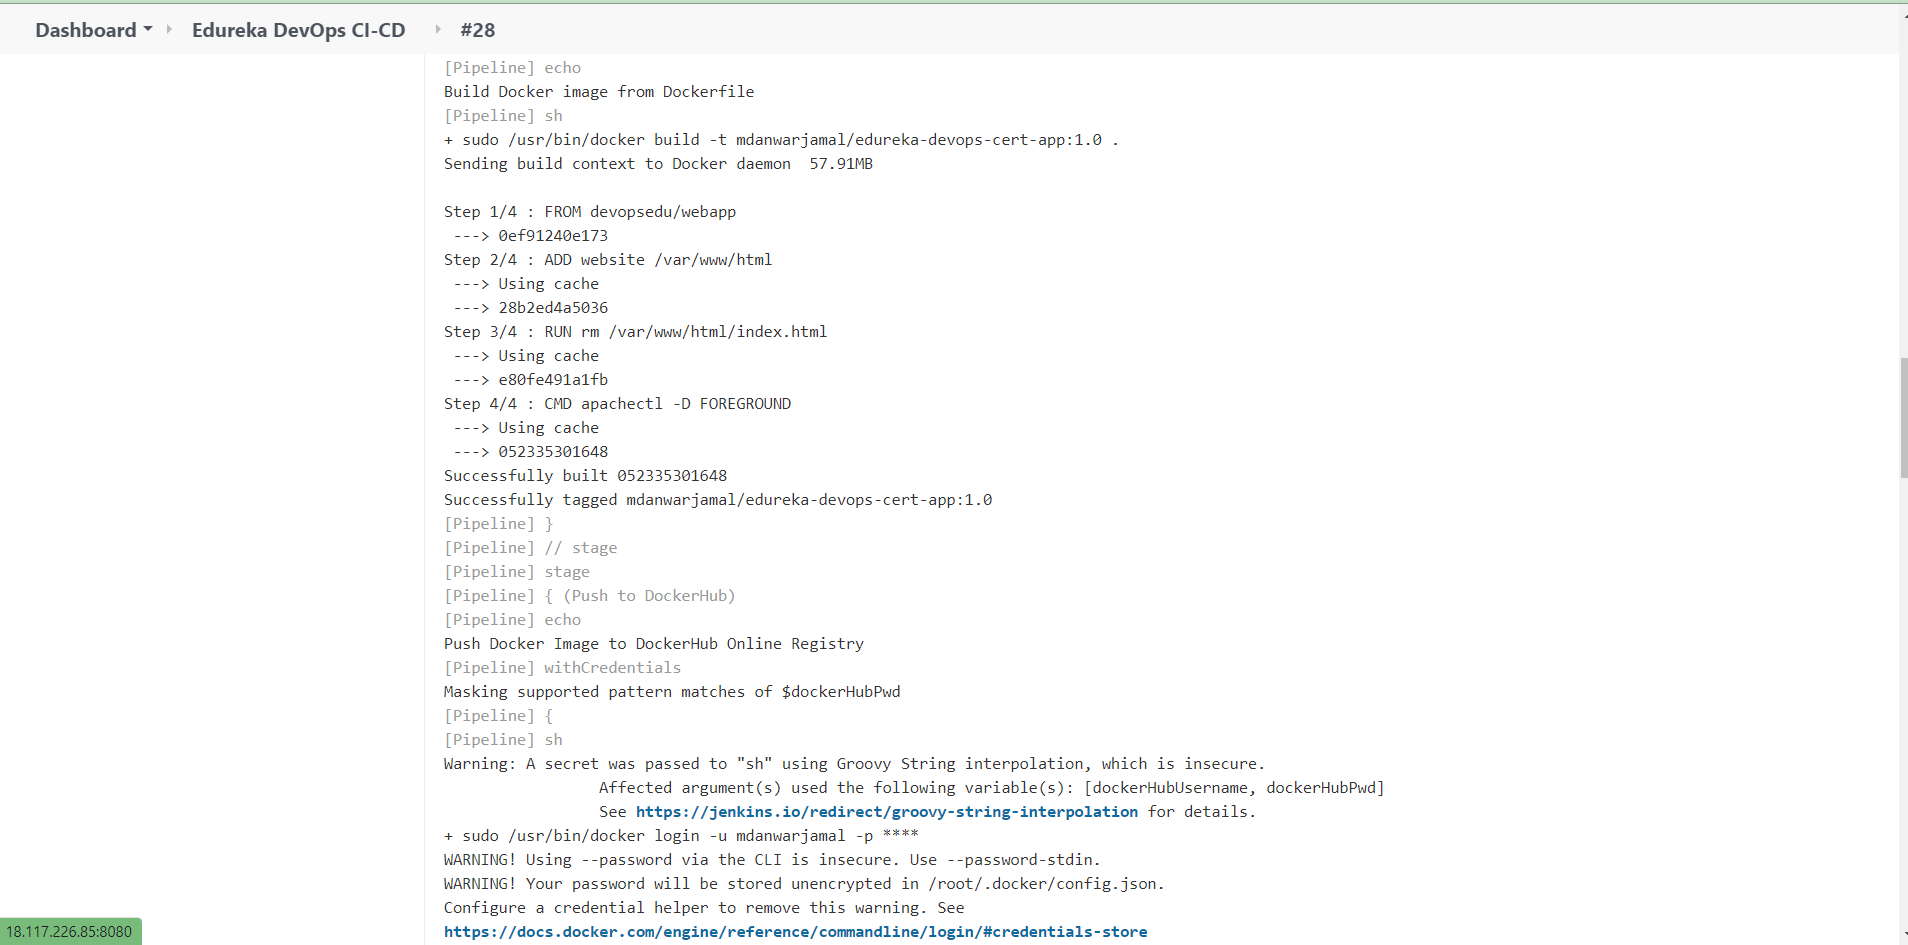 Dashboard Edureka DevOps CI-CD #28
[Pipeline] echo
Build Docker image from Dockerfile
[Pipeline] sh
+ sudo /usr/bin/docker build -t mdanwarjamal/edureka-devops-cert-app:1.0 .
Sending build context to Docker daemon  57.91MB
Step 1/4 : FROM devopsedu/webapp
 ---> 0ef91240e173
Step 2/4 : ADD website /var/www/html
 ---> Using cache
 ---> 28b2ed4a5036
Step 3/4 : RUN rm /var/www/html/index.html
 ---> Using cache
 ---> e80fe491a1fb
Step 4/4 : CMD apachectl -D FOREGROUND
 ---> Using cache
 ---> 052335301648
Successfully built 052335301648
Successfully tagged mdanwarjamal/edureka-devops-cert-app:1.0
[Pipeline] }
[Pipeline] // stage
[Pipeline] stage
[Pipeline] { (Push to DockerHub)
[Pipeline] echo
Push Docker Image to DockerHub Online Registry
[Pipeline] withCredentials
Masking supported pattern matches of $dockerHubPwd
[Pipeline] {
[Pipeline] sh
Warning: A secret was passed to "sh" using Groovy String interpolation, which is insecure.
Affected argument(s) used the following variable(s): [dockerHubUsername, dockerHubPwd]
See https://jenkins.io/redirect/groovy-string-interpolation for details.
+ sudo /usr/bin/docker login -u mdanwarjamal -p ****
WARNING! Using --password via the CLI is insecure. Use --password-stdin.
WARNING! Your password will be stored unencrypted in /root/.docker/config.json.
Configure a credential helper to remove this warning. See
https://docs.docker.com/engine/reference/commandline/login/#credentials-store
18.117.226.85:8080